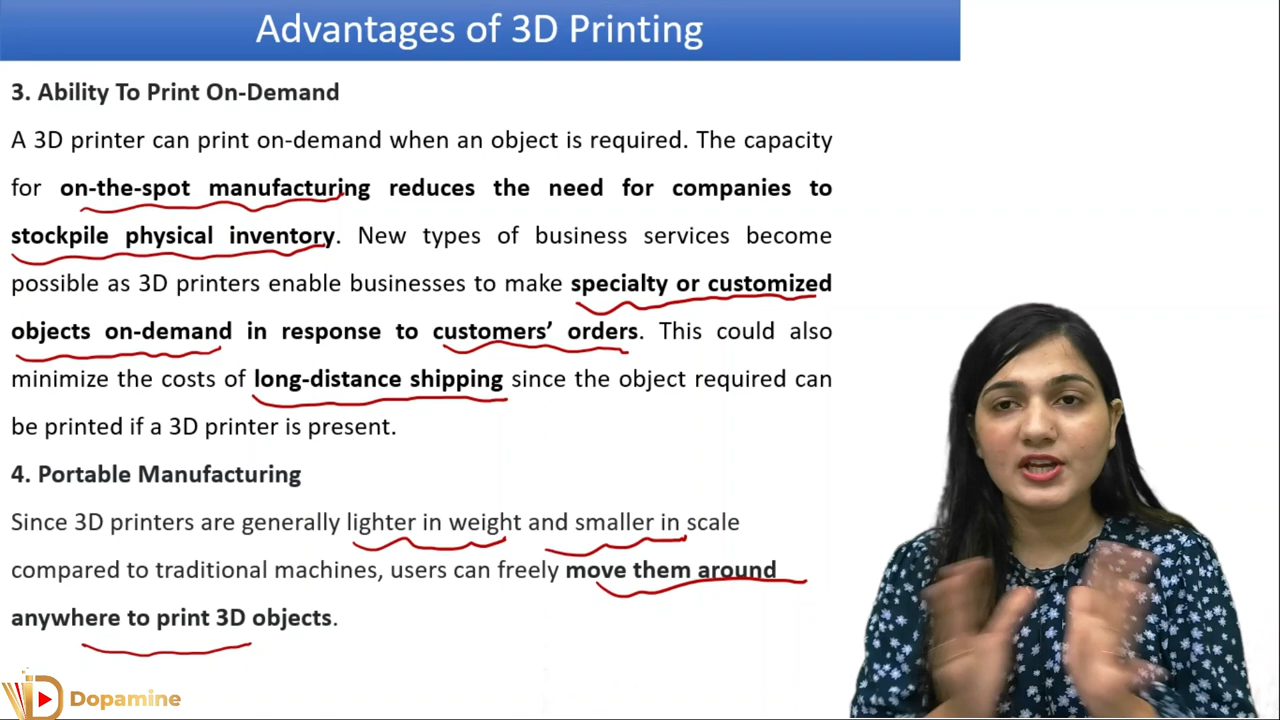 Advantages of 3D Printing
3. Ability To Print On-Demand
A 3D printer can print on-demand when an object is required. The capacity
for on-the-spot manufacturing reduces the need for companies to
stockpile physical inventory. New types of business services become
possible as 3D printers enable businesses to make specialty or customized
objects on-demand in response to customers’ orders. This could also
minimize the costs of long-distance shipping since the object required can
be printed if a 3D printer is present.
4. Portable Manufacturing
Since 3D printers are generally lighter in weight and smaller in scale
compared to traditional machines, users can freely move them around
anywhere to print 3D objects.
Dopamine